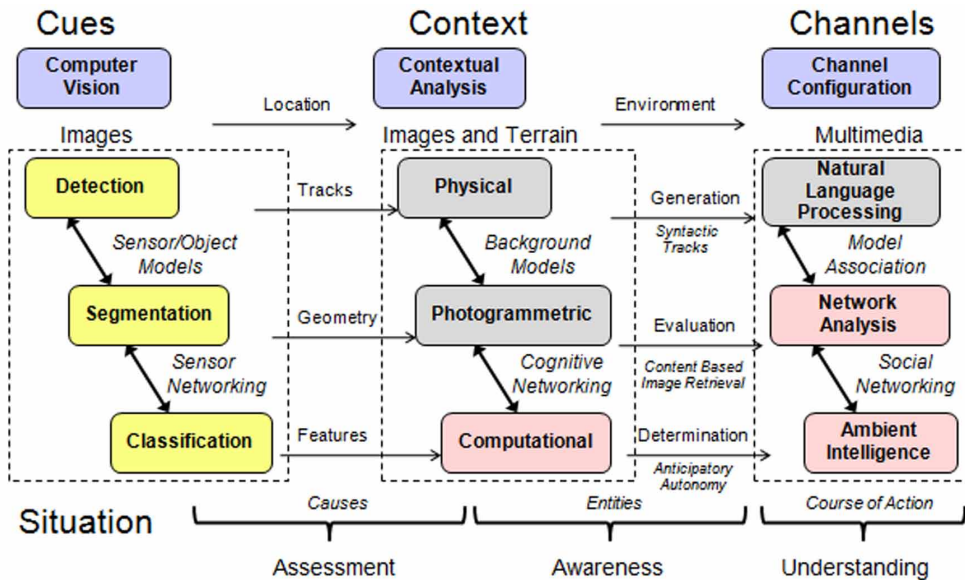 Cues
Context
Channels
Computer
Vision
Contextual
Analysis
Channel
Configuration
Location
Environment
Images
Images and Terrain
Multimedia
Detection
Tracks
Physical
Generation
Syntactic
Tracks
Natural
Language
Processing
Sensor/Object
Models
Background
Models
Model
Association
Segmentation
Geometry
Photogrammetric
Evaluation
Content Based
Image Retrieval
Network
Analysis
Sensor
Networking
Cognitive
Networking
Social
Networking
Classification
Features
Computational
Determination
Anticipatory
Autonomy
Ambient
Intelligence
Situation
Causes
Entities
Course of Action
Assessment
Awareness
Understanding